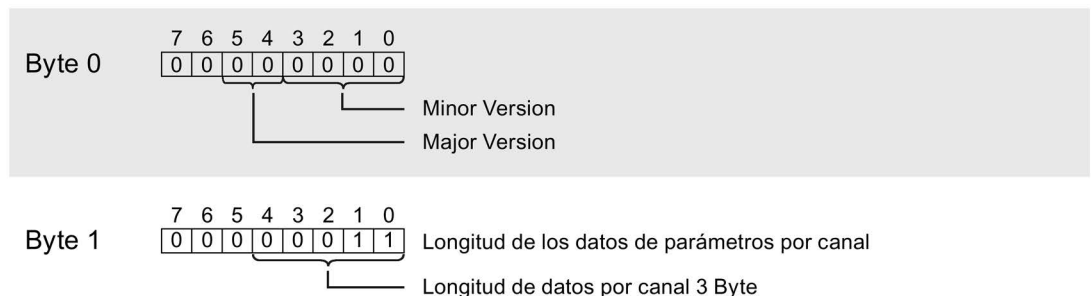 7 6 5 4 3 2 1 0
Byte 0 0 0 0 0 0 0 0 0
Minor Version
Major Version
7 6 5 4 3 2 1 0
Byte 1 0 0 0 0 0 0 1 1 Longitud de los datos de parámetros por canal
Longitud de datos por canal 3 Byte